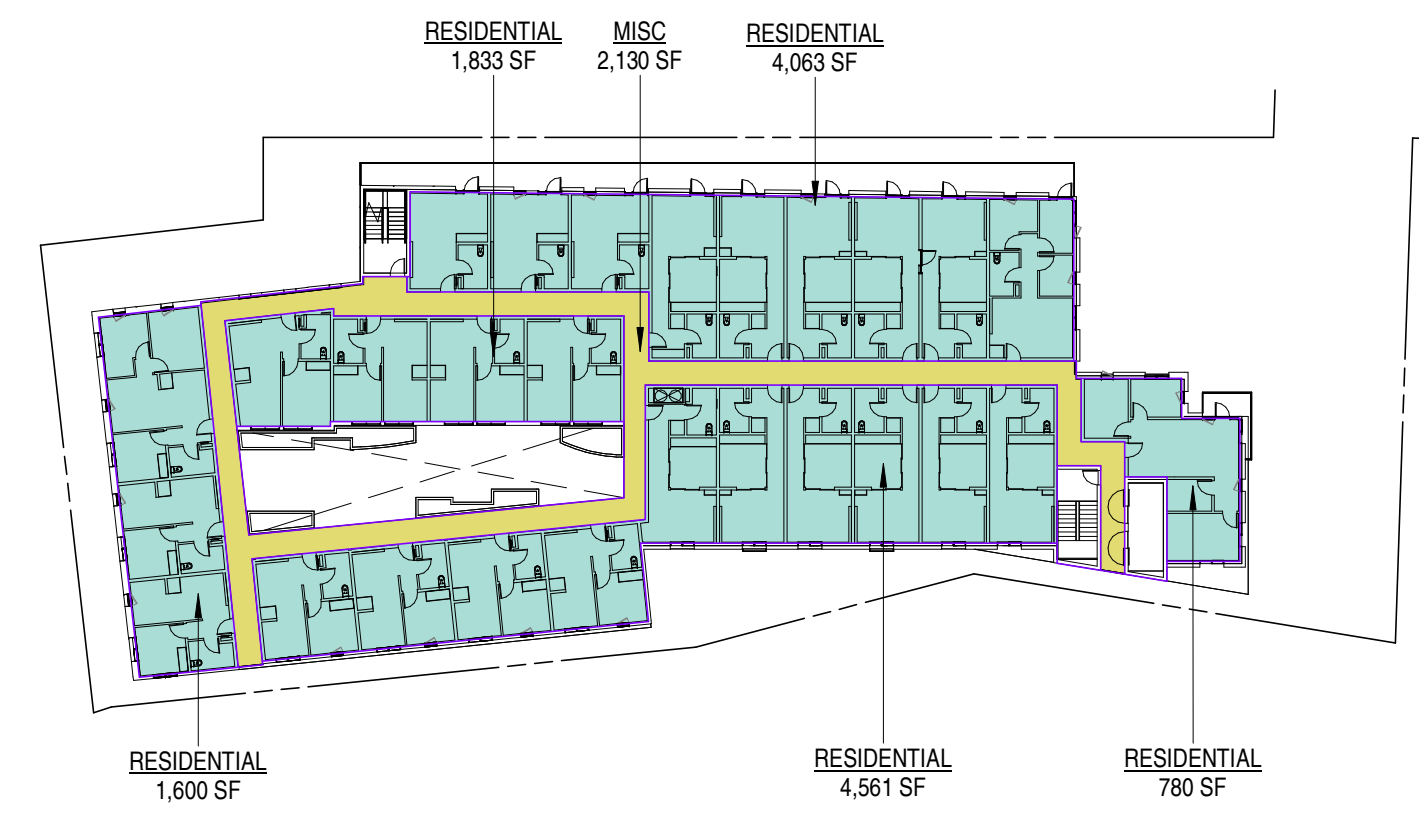 RESIDENTIAL
1,833 SF
MISC
2,130 SF
RESIDENTIAL
4,063 SF
RESIDENTIAL
1,600 SF
RESIDENTIAL
4,561 SF
RESIDENTIAL
780 SF